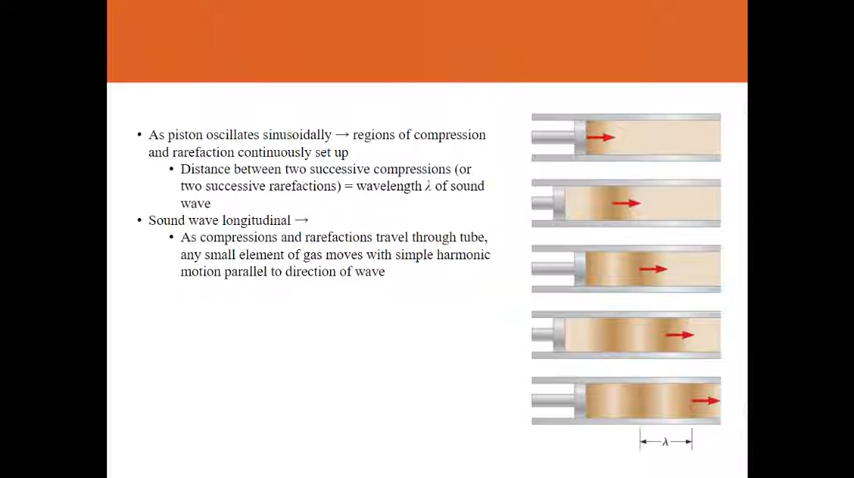 • As piston oscillates sinusoidally → regions of compression
and rarefaction continuously set up
• Distance between two successive compressions (or
two successive rarefactions) = wavelength λ of sound
wave
• Sound wave longitudinal →
• As compressions and rarefactions travel through tube,
any small element of gas moves with simple harmonic
motion parallel to direction of wave
λ